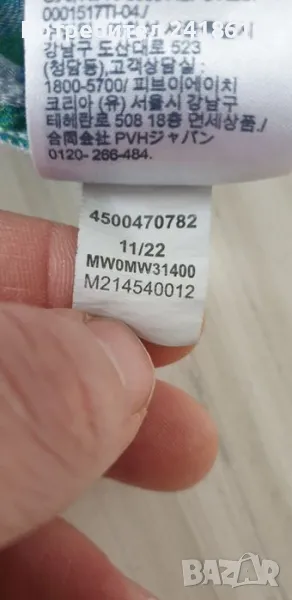 0001517TI-04./
강남구 도산대로 523
(청담동),고객상담실 :
1800-5700/ 피브이에이치
코리아 (유) 서울시 강남구
테헤란로 508 18층 면세상품./
合同会社 PVHジャパン
0120- 266-484.
4500470782
11/22
MW0MW31400
M214540012
БАЗАР
bazar.bg